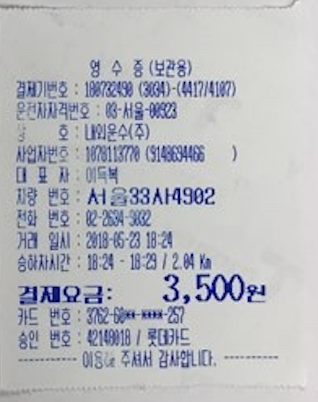 영 수 증 (보관용)
결제기번호 : 180732490 (3034)-(4417/4107)
운전자자격번호 : 03-서울-00923
상 호 : 내외운수(주)
사업자번호 : 1078113770 (9148694466 )
대 표 자 : 이득복
차량 번호 : 서울33사4902
전화 번호 : 02-2634-3032
거래 일시 : 2018-05-23 18:24
승하차시간 : 18:24 - 18:29 / 2.04 Km
결제요금: 3,500원
카드 번호 : 3762-60**-****-257
승인 번호 : 42148018 / 롯데카드
---------- 이용해 주셔서 감사합니다. ----------